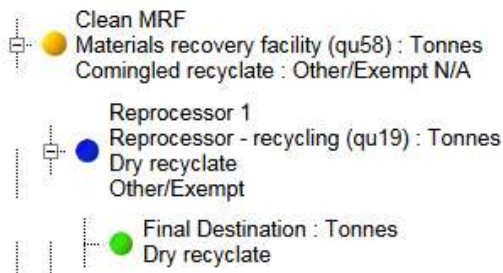 Clean MRF
Materials recovery facility (qu58) : Tonnes
Comingled recyclate : Other/Exempt N/A
Reprocessor 1
Reprocessor - recycling (qu19) : Tonnes
Dry recyclate
Other/Exempt
Final Destination : Tonnes
Dry recyclate